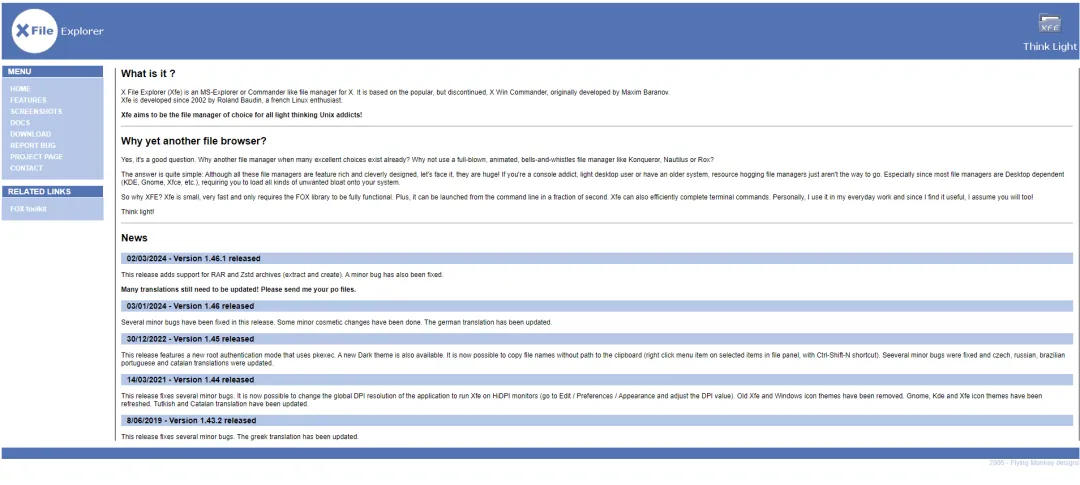 X File Explorer
XFE
Think Light
MENU
HOME
FEATURES
SCREENSHOTS
DOCS
DOWNLOAD
REPORT BUG
PROJECT PAGE
CONTACT
RELATED LINKS
FOX toolkit
What is it ?
X File Explorer (Xfe) is an MS-Explorer or Commander like file manager for X. It is based on the popular, but discontinued, X Win Commander, originally developed by Maxim Baranov.
Xfe is developed since 2002 by Roland Baudin, a french Linux enthusiast.
Xfe aims to be the file manager of choice for all light thinking Unix addicts!
Why yet another file browser?
Yes, it's a good question. Why another file manager when many excellent choices exist already? Why not use a full-blown, animated, bells-and-whistles file manager like Konqueror, Nautilus or Rox?
The answer is quite simple: Although all these file managers are feature rich and cleverly designed, let's face it, they are huge! If you're a console addict, light desktop user or have an older system, resource hogging file managers just aren't the way to go. Especially since most file managers are Desktop dependent
(KDE, Gnome, Xfce, etc.), requiring you to load all kinds of unwanted bloat onto your system.
So why XFE? Xfe is small, very fast and only requires the FOX library to be fully functional. Plus, it can be launched from the command line in a fraction of second. Xfe can also efficiently complete terminal commands. Personally, I use it in my everyday work and since I find it useful, I assume you will too!
Think light!
News
02/03/2024 - Version 1.46.1 released
This release adds support for RAR and Zstd archives (extract and create). A minor bug has also been fixed.
Many translations still need to be updated! Please send me your po files.
03/01/2024 - Version 1.46 released
Several minor bugs have been fixed in this release. Some minor cosmetic changes have been done. The german translation has been updated.
30/12/2022 - Version 1.45 released
This release features a new root authentication mode that uses pkexec. A new Dark theme is also available. It is now possible to copy file names without path to the clipboard (right click menu item on selected items in file panel, with Ctrl-Shift-N shortcut). Seeveral minor bugs were fixed and czech, russian, brazilian
portuguese and catalan translations were updated.
14/03/2021 - Version 1.44 released
This release fixes several minor bugs. It is now possible to change the global DPI resolution of the application to run Xfe on HiDPI monitors (go to Edit / Preferences / Appearance and adjust the DPI value). Old Xfe and Windows icon themes have been removed. Gnome, Kde and Xfe icon themes have been
refreshed. Tutkish and Catalan translation have been updated.
8/06/2019 - Version 1.43.2 released
This release fixes several minor bugs. The greek translation has been updated.
2005 - Flying Monkey designs